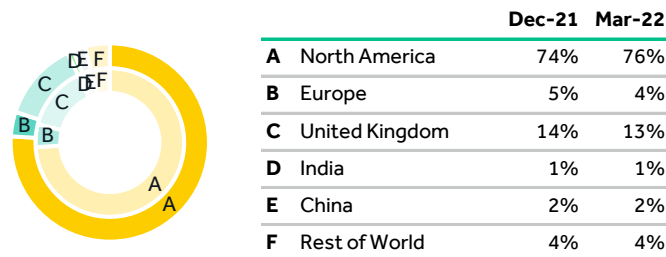 Dec-21 Mar-22
A North America 74% 76%
B Europe 5% 4%
C United Kingdom 14% 13%
D India 1% 1%
E China 2% 2%
F Rest of World 4% 4%
D E F
D E F
C
C
B
B
A
A